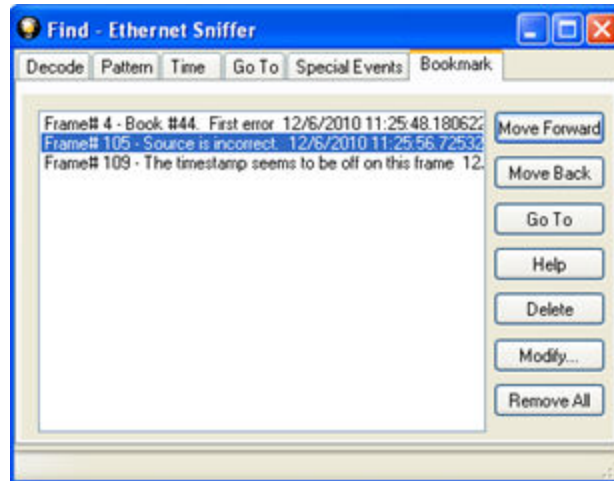 Find - Ethernet Sniffer
Decode Pattern Time Go To Special Events Bookmark
Frame# 4 - Book #44. First error 12/6/2010 11:25:48.180622
Frame# 105 - Source is incorrect. 12/6/2010 11:25:56.72532
Frame# 109 - The timestamp seems to be off on this frame 12.
Move Forward
Move Back
Go To
Help
Delete
Modify...
Remove All